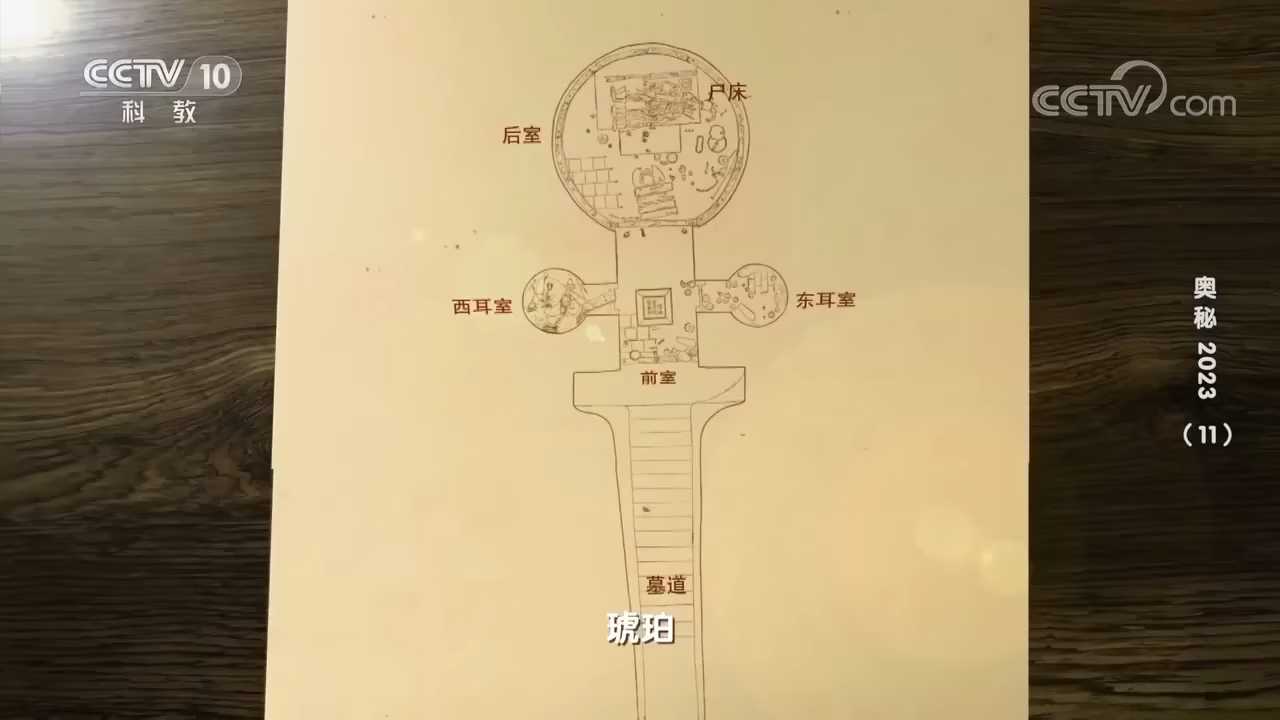 CCTV 10
科教
CCTV.com
尸床
后室
西耳室
东耳室
前室
墓道
琥珀
奥秘 2023
(11)